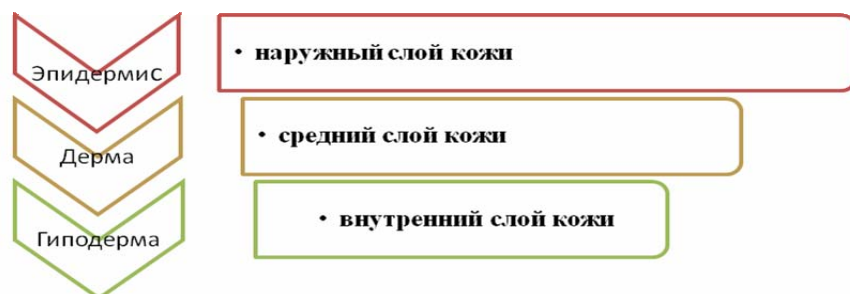 Эпидермис
• наружный слой кожи
Дерма
• средний слой кожи
Гиподерма
• внутренний слой кожи